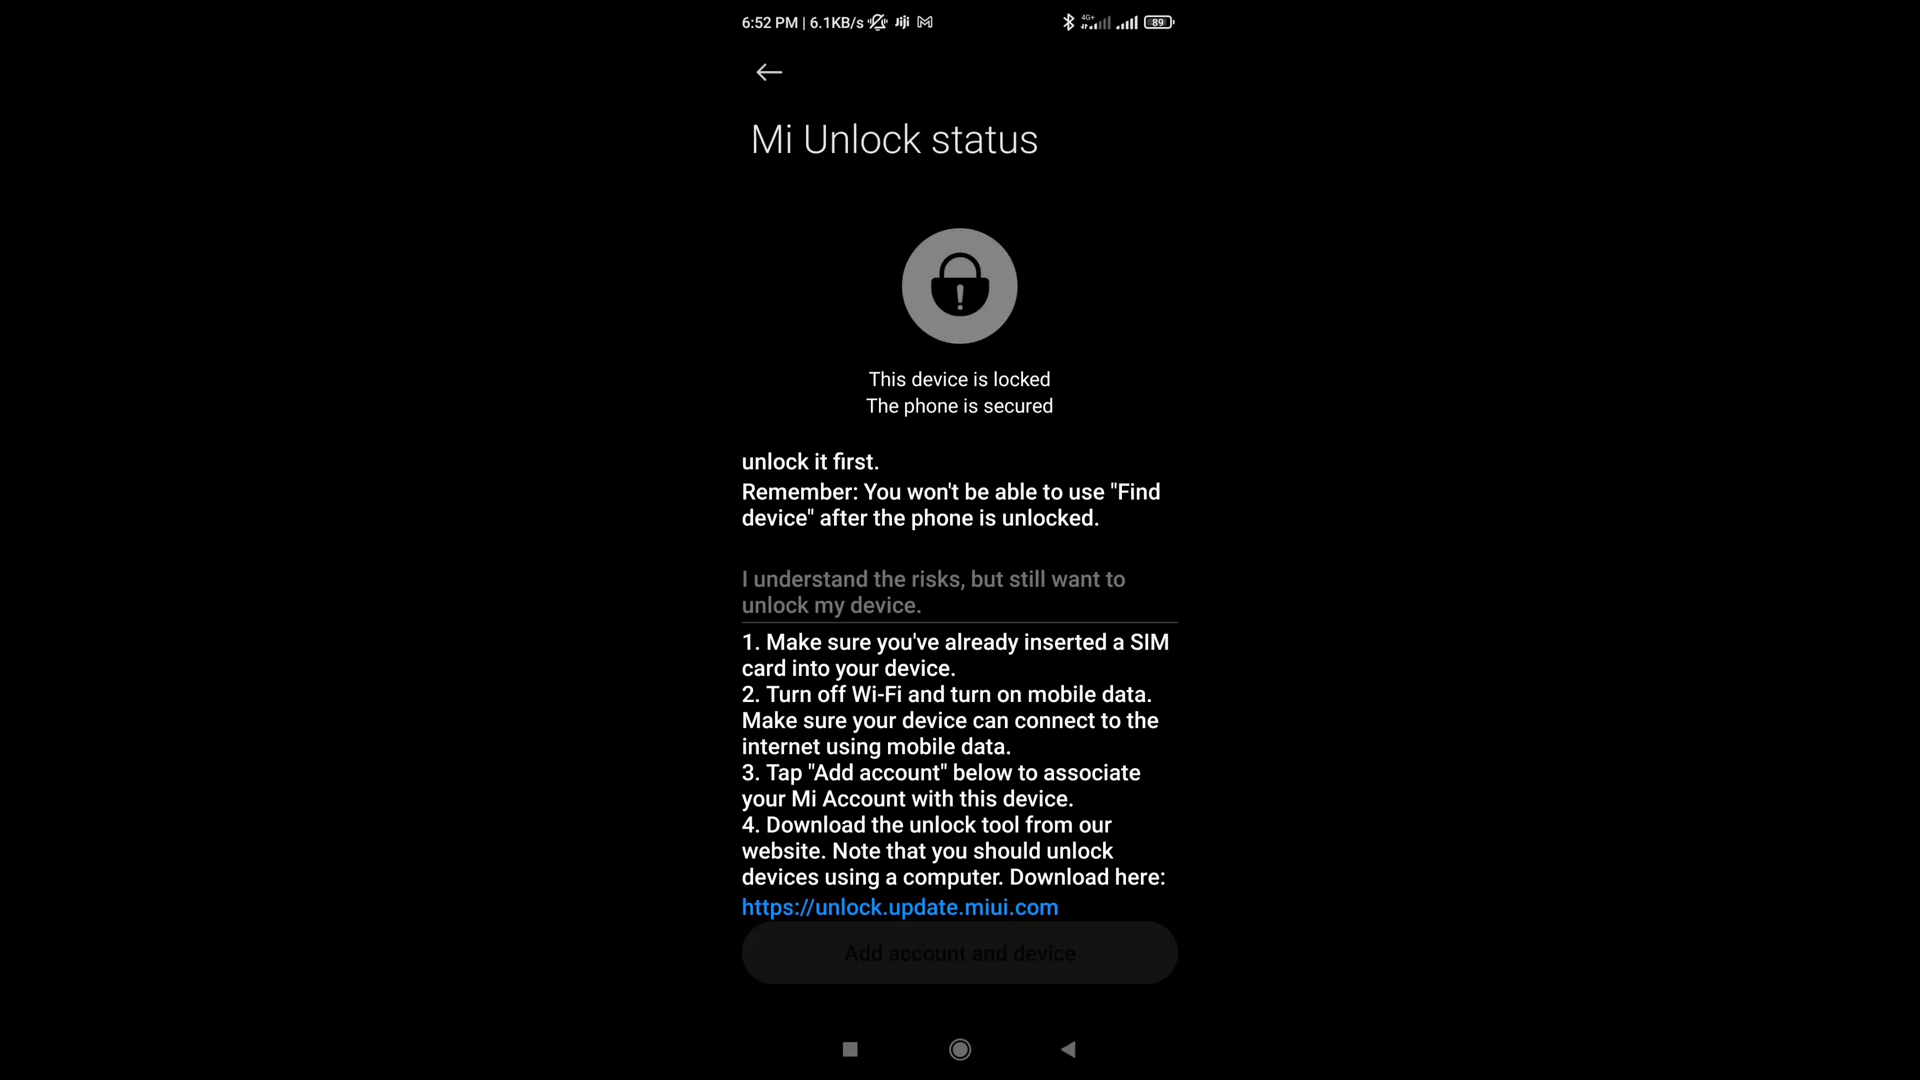 6:52 PM | 6.1KB/s Jiji
4G+ 89
Mi Unlock status
This device is locked
The phone is secured
unlock it first.
Remember: You won't be able to use "Find
device" after the phone is unlocked.
I understand the risks, but still want to
unlock my device.
1. Make sure you've already inserted a SIM
card into your device.
2. Turn off Wi-Fi and turn on mobile data.
Make sure your device can connect to the
internet using mobile data.
3. Tap "Add account" below to associate
your Mi Account with this device.
4. Download the unlock tool from our
website. Note that you should unlock
devices using a computer. Download here:
https://unlock.update.miui.com
Add account and device